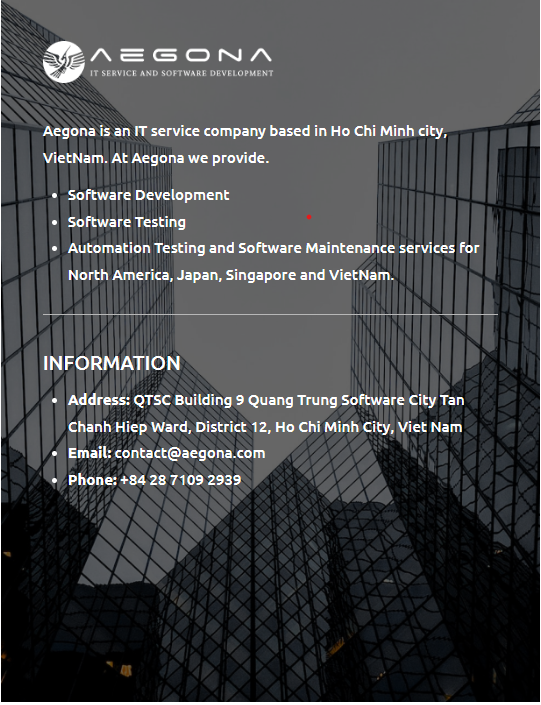 AEGONA
IT SERVICE AND SOFTWARE DEVELOPMENT
Aegona is an IT service company based in Ho Chi Minh city,
VietNam. At Aegona we provide.
• Software Development
• Software Testing
• Automation Testing and Software Maintenance services for
North America, Japan, Singapore and VietNam.
INFORMATION
• Address: QTSC Building 9 Quang Trung Software City Tan
Chanh Hiep Ward, District 12, Ho Chi Minh City, Viet Nam
• Email: contact@aegona.com
• Phone: +84 28 7109 2939